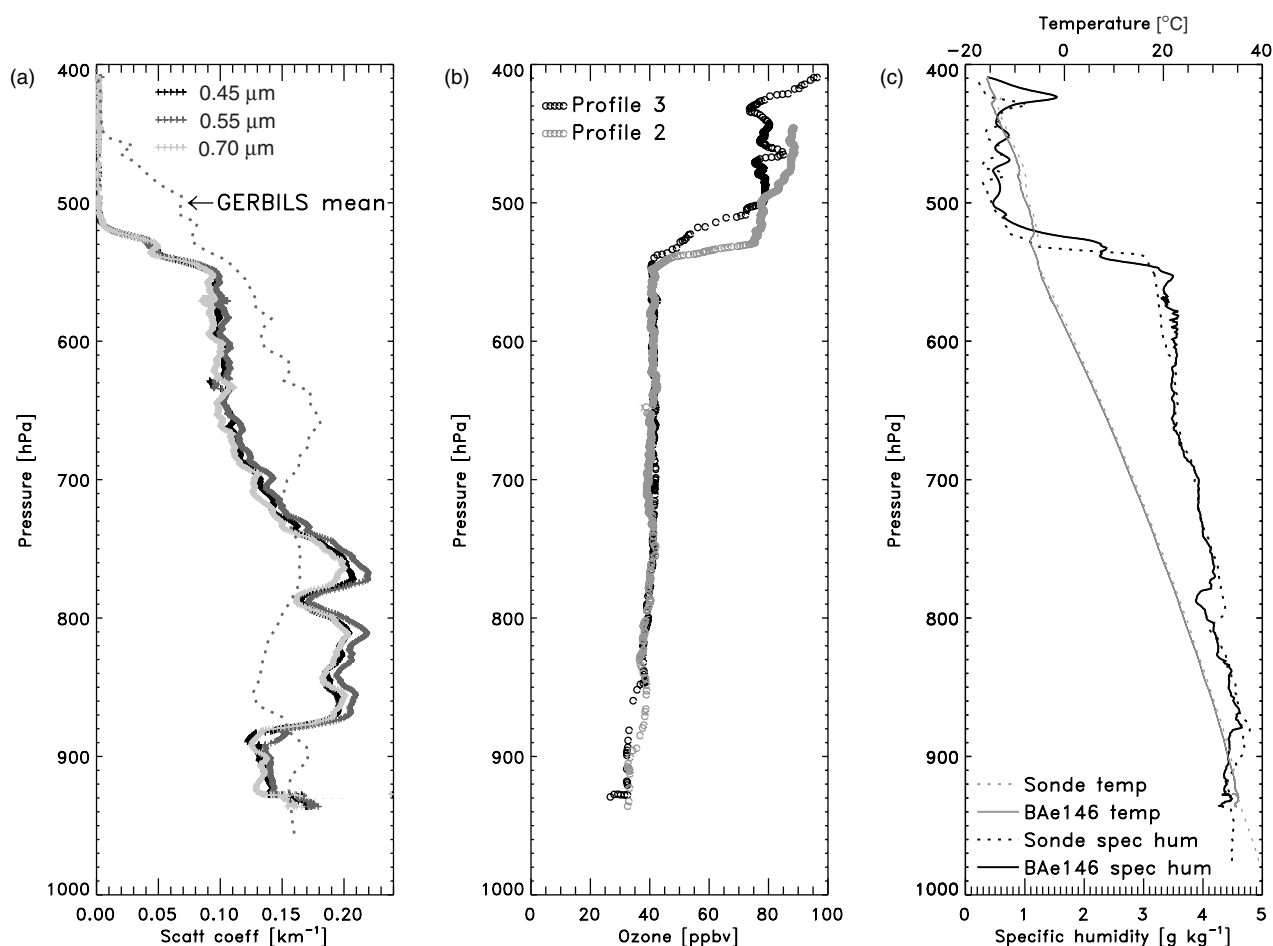 Temperature [°C]
-20 0 20 40
(a) (b) (c)
400 400 400
0.45 μm
0.55 μm
0.70 μm
Profile 3
Profile 2
500 500 500
GERBILS mean
600 600 600
700 700 700
800 800 800
900 900 900
1000 1000 1000
Pressure [hPa] Pressure [hPa] Pressure [hPa]
Sonde temp
BAe146 temp
Sonde spec hum
BAe146 spec hum
0.00 0.05 0.10 0.15 0.20
0 20 40 60 80 100
0 1 2 3 4 5
Scatt coeff [km⁻¹]
Ozone [ppbv]
Specific humidity [g kg⁻¹]